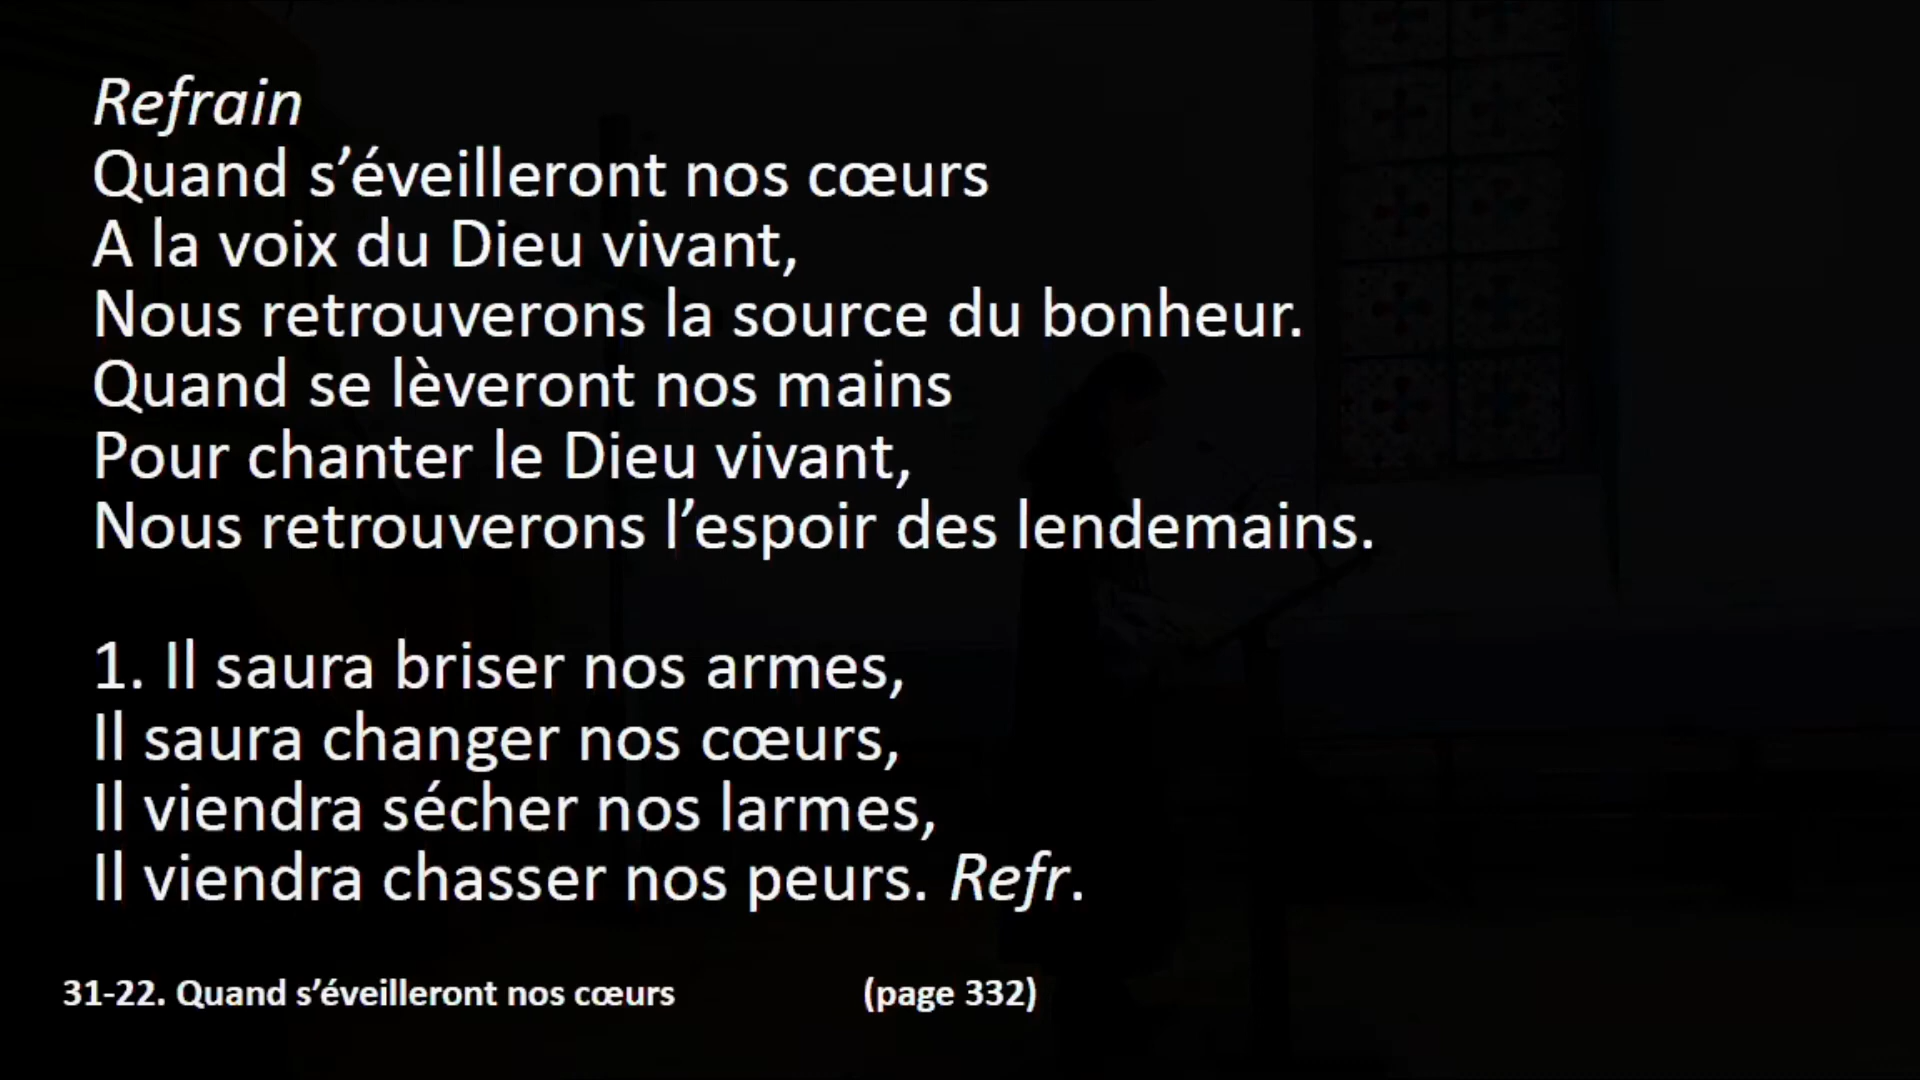 Refrain
Quand s’éveilleront nos cœurs
A la voix du Dieu vivant,
Nous retrouverons la source du bonheur.
Quand se lèveront nos mains
Pour chanter le Dieu vivant,
Nous retrouverons l’espoir des lendemains.
1. Il saura briser nos armes,
Il saura changer nos cœurs,
Il viendra sécher nos larmes,
Il viendra chasser nos peurs. Refr.
31-22. Quand s’éveilleront nos cœurs (page 332)